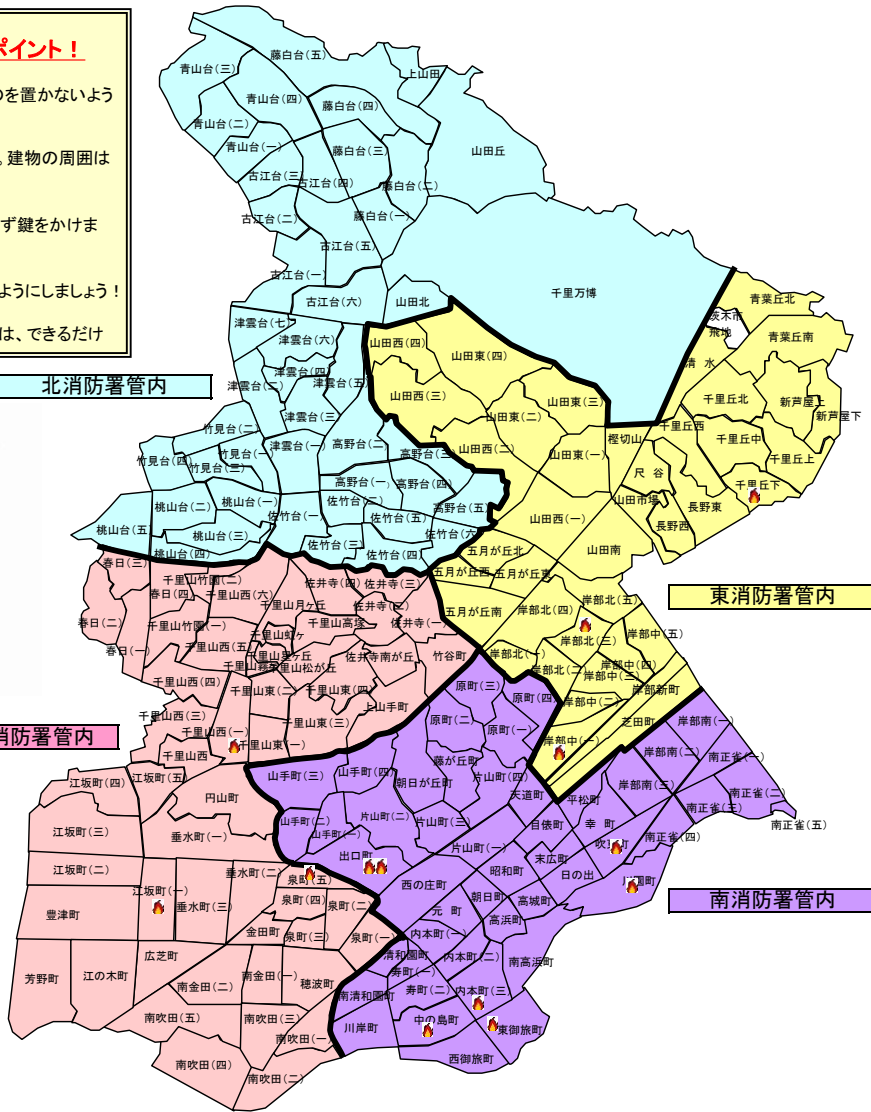 ポイント！
のを置かないよう
。建物の周囲は
ず鍵をかけま
ようにしましょう！
は、できるだけ
北消防署管内
東消防署管内
南消防署管内
消防署管内
藤白台(五)
青山台(三)
上山田
青山台(四)
藤白台(四)
青山台(二)
山田丘
青山台(一)
藤白台(三)
古江台(三)
古江台(四)
藤白台(二)
古江台(二)
藤白台(一)
古江台(五)
古江台(一)
千里万博
古江台(六)
山田北
青葉丘北
茨木市
飛地
津雲台(七)
津雲台(六)
山田西(四)
山田東(四)
青葉丘南
清水
津雲台(四)
津雲台(二)
津雲台(五)
山田西(三)
山田東(三)
千里丘北
新芦屋上
新芦屋下
津雲台(三)
山田東(二)
竹見台(二)
津雲台(一)
高野台(二)
山田西(二)
山田東(一)
樫切山
千里丘西
千里丘中
竹見台(四)
竹見台(一)
竹見台(三)
高野台(三)
千里丘上
高野台(一)
高野台(四)
尺谷
千里丘下
桃山台(二)
桃山台(一)
佐竹台(二)
高野台(五)
山田市場
長野東
桃山台(五)
桃山台(三)
佐竹台(一)
佐竹台(五)
山田西(一)
長野西
桃山台(四)
佐竹台(三)
佐竹台(四)
佐竹台(六)
山田南
春日(三)
千里山竹園(二)
春日(四)
千里山西(六)
佐井寺(四)
佐井寺(三)
五月が丘北
五月が丘西
五月が丘東
千里山月ヶ丘
佐井寺(二)
五月が丘南
岸部北(四)
岸部北(五)
春日(二)
千里山竹園(一)
千里山高塚
佐井寺(一)
千里山虹ヶ
岸部北(三)
岸部中(五)
春日(一)
千里山西(五)
千里山星ヶ丘
千里山松が丘
佐井寺南が丘
竹谷町
岸部北(一)
岸部北(二)
岸部中(四)
岸部中(三)
千里山西(四)
千里山東(二)
千里山東(四)
原町(三)
原町(四)
岸部中(二)
岸部新町
上山手町
千里山西(三)
千里山西(一)
千里山東(三)
原町(二)
原町(一)
芝田町
岸部南(一)
千里山西
千里山東(一)
藤が丘町
岸部中(一)
岸部南(二)
南正雀(一)
江坂町(四)
江坂町(五)
山手町(三)
山手町(四)
朝日が丘町
片山町(四)
岸部南(三)
南正雀(二)
円山町
天道町
平松町
南正雀(三)
江坂町(三)
垂水町(一)
山手町(二)
山手町(一)
片山町(二)
片山町(三)
目俵町
幸町
南正雀(四)
南正雀(五)
出口町
片山町(一)
江坂町(二)
垂水町(二)
泉町(五)
昭和町
末広町
日の出
江坂町(一)
西の庄町
川園町
豊津町
垂水町(三)
泉町(四)
泉町(二)
朝日町
高城町
元町
高浜町
金田町
泉町(三)
泉町(一)
内本町(一)
芳野町
江の木町
広芝町
清和園町
内本町(二)
南高浜町
南金田(二)
南金田(一)
穂波町
寿町(一)
寿町(二)
内本町(三)
南清和園町
南吹田(五)
南吹田(三)
川岸町
中の島町
東御旅町
南吹田(一)
西御旅町
南吹田(四)
南吹田(二)